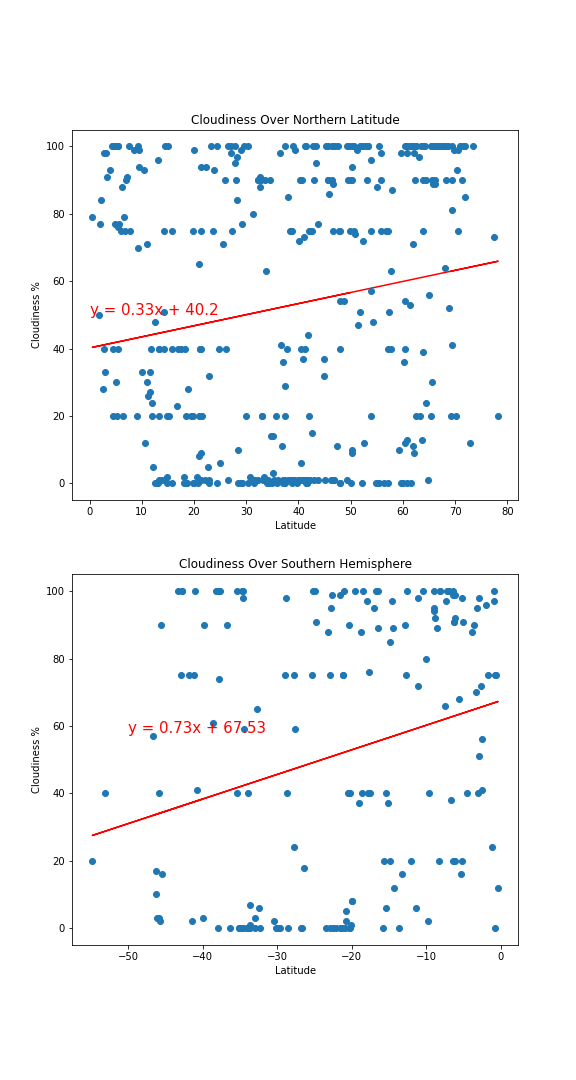 Cloudiness Over Northern Latitude
100
80
60
40
20
0
Cloudiness %
y = 0.33x + 40.2
0 10 20 30 40 50 60 70 80
Latitude
Cloudiness Over Southern Hemisphere
100
80
60
40
20
0
Cloudiness %
y = 0.73x + 67.53
−50 −40 −30 −20 −10 0
Latitude